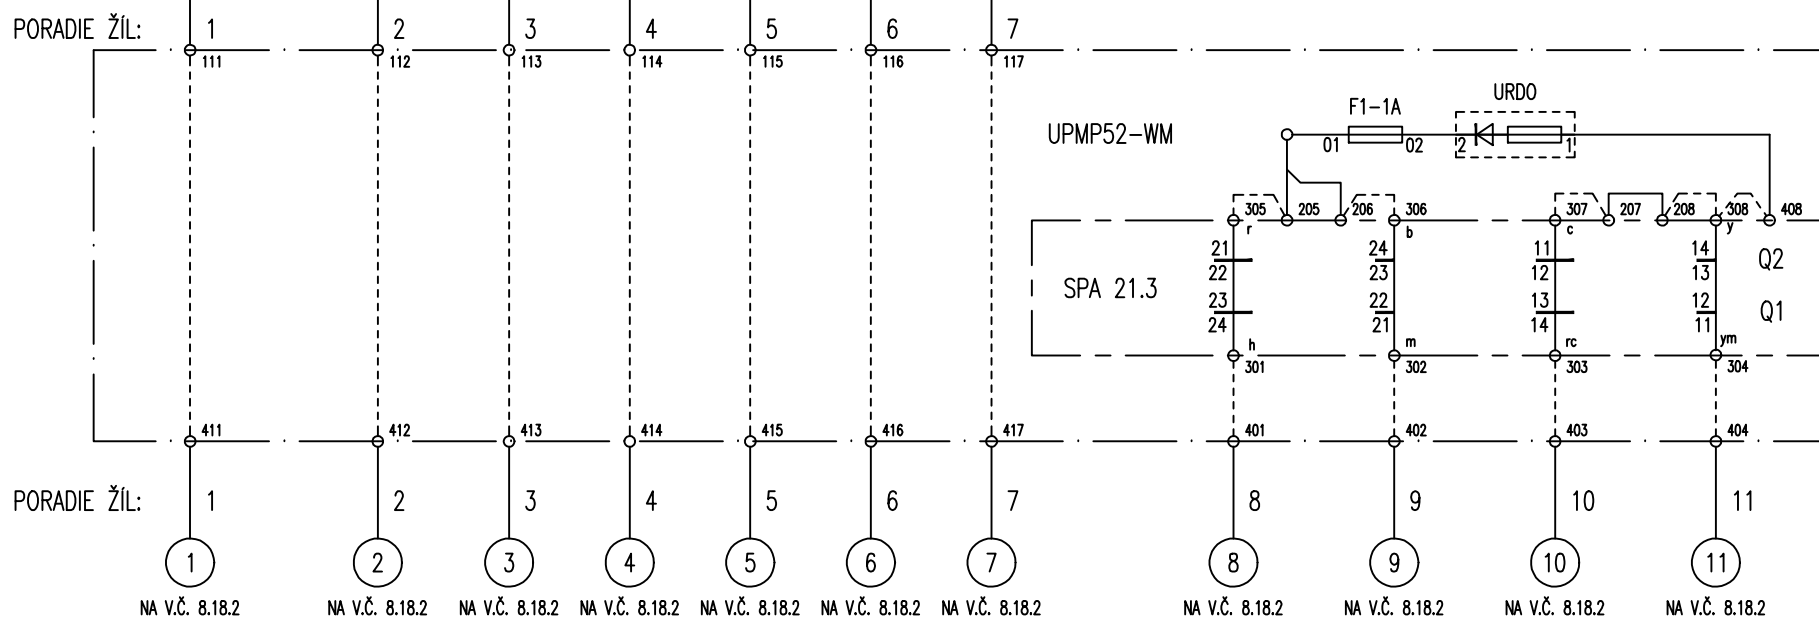 PORADIE ŽÍL: 1 2 3 4 5 6 7
111 112 113 114 115 116 117
URDO
F1-1A
UPMP52-WM
01 02 2 1
305 205 206 306 307 207 208 308 408
r b c y
21 24 11 14 Q2
22 23 12 13
SPA 21.3
23 22 13 12 Q1
24 21 14 11
h m rc ym
301 302 303 304
411 412 413 414 415 416 417 401 402 403 404
PORADIE ŽÍL: 1 2 3 4 5 6 7 8 9 10 11
1 2 3 4 5 6 7 8 9 10 11
NA V.Č. 8.18.2 NA V.Č. 8.18.2 NA V.Č. 8.18.2 NA V.Č. 8.18.2 NA V.Č. 8.18.2 NA V.Č. 8.18.2 NA V.Č. 8.18.2 NA V.Č. 8.18.2 NA V.Č. 8.18.2 NA V.Č. 8.18.2 NA V.Č. 8.18.2